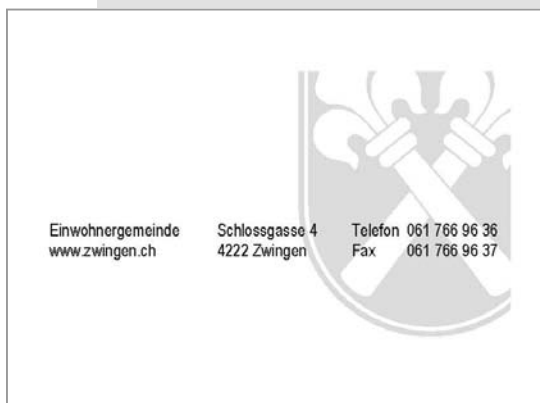 Einwohnergemeinde Schlossgasse 4 Telefon 061 766 96 36
www.zwingen.ch 4222 Zwingen Fax 061 766 96 37